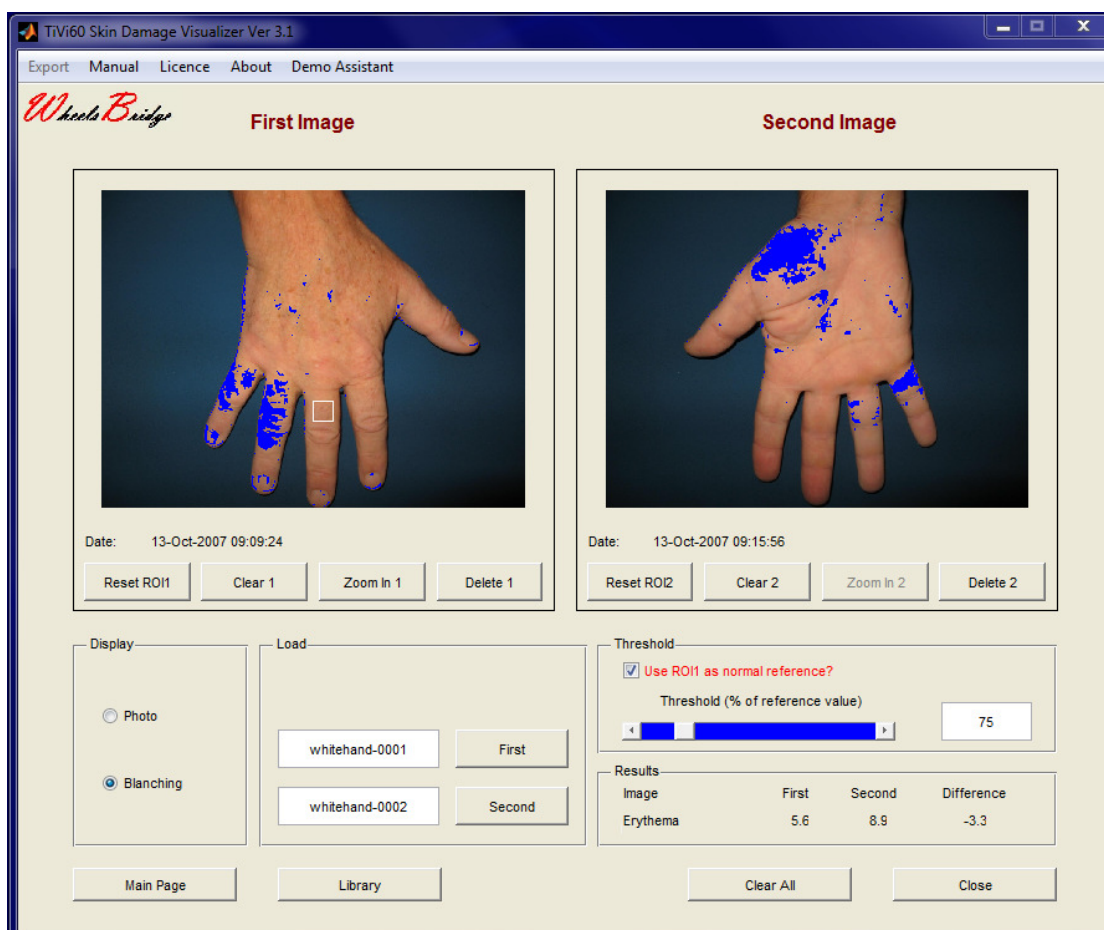 TiVi60 Skin Damage Visualizer Ver 3.1
Export Manual Licence About Demo Assistant
Wheels Bridge
First Image Second Image
Date: 13-Oct-2007 09:09:24
Date: 13-Oct-2007 09:15:56
Reset ROI1 Clear 1 Zoom In 1 Delete 1
Reset ROI2 Clear 2 Zoom In 2 Delete 2
Display
Photo
Blanching
Load
whitehand-0001 First
whitehand-0002 Second
Threshold
Use ROI1 as normal reference?
Threshold (% of reference value)
75
Results
Image First Second Difference
Erythema 5.6 8.9 -3.3
Main Page Library Clear All Close